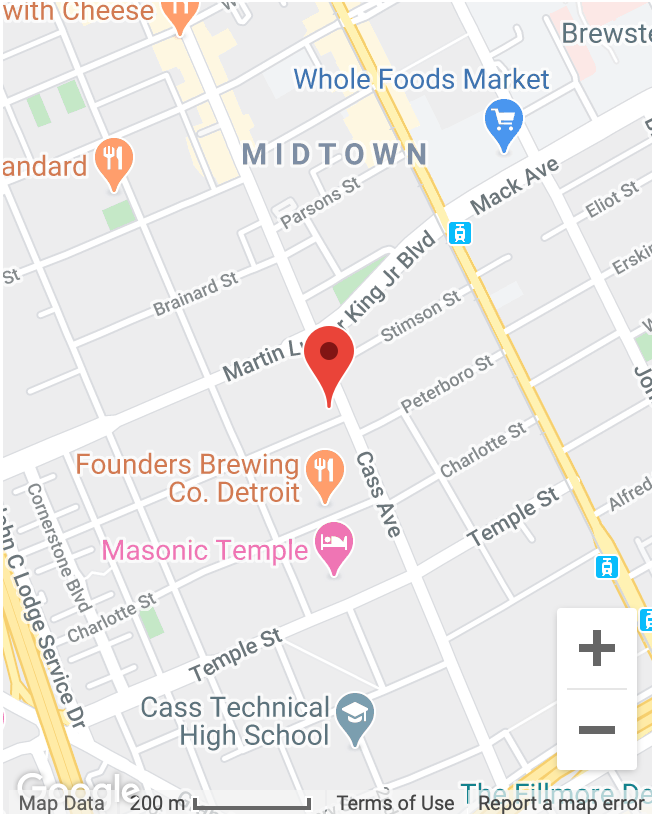 with Cheese
Brewste
Whole Foods Market
MIDTOWN
andard
Mack Ave
Parsons St
Eliot St
St
Brainard St
Erskin
Martin Lu r King Jr Blvd
Stimson St
Peterboro St
Joh
Founders Brewing
Co. Detroit
Cass Ave
Charlotte St
Temple St
Alfred
Cornerstone Blvd
John C Lodge Service Dr
Masonic Temple
Charlotte St
Temple St
Cass Technical
High School
+
−
Google
The Fillmore De
Map Data
200 m
Terms of Use
Report a map error